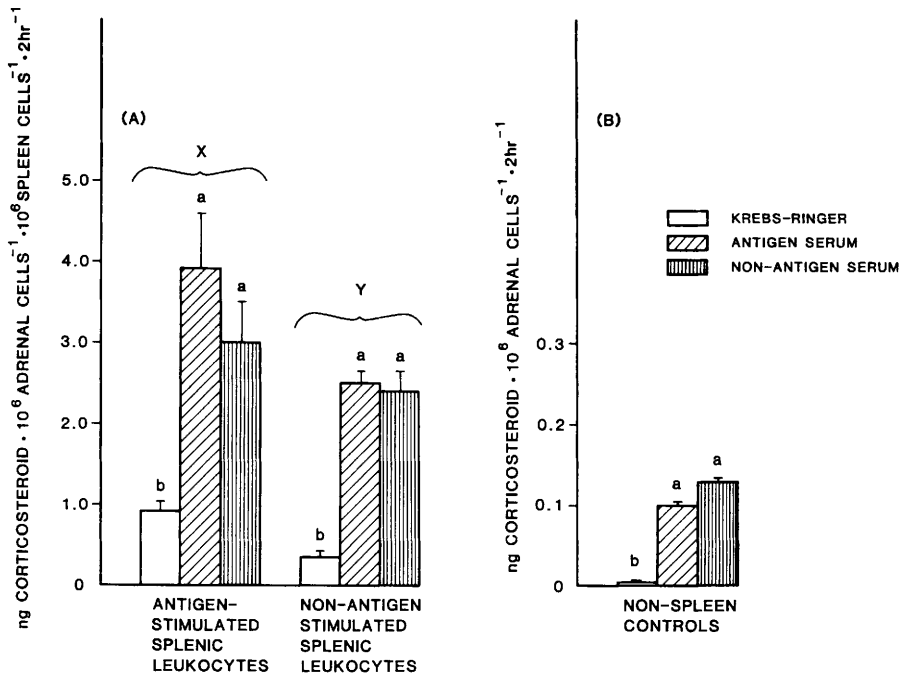 ng CORTICOSTEROID • 10⁶ ADRENAL CELLS⁻¹ • 10⁶ SPLEEN CELLS⁻¹ • 2hr⁻¹
(A)
X
a
a
b
Y
a
a
b
5.0
4.0
3.0
2.0
1.0
0
ANTIGEN-
STIMULATED
SPLENIC
LEUKOCYTES
NON-ANTIGEN
STIMULATED
SPLENIC
LEUKOCYTES
ng CORTICOSTEROID • 10⁶ ADRENAL CELLS⁻¹ • 2hr⁻¹
(B)
KREBS-RINGER
ANTIGEN SERUM
NON-ANTIGEN SERUM
0.3
0.2
0.1
0
b
a
a
NON-SPLEEN
CONTROLS